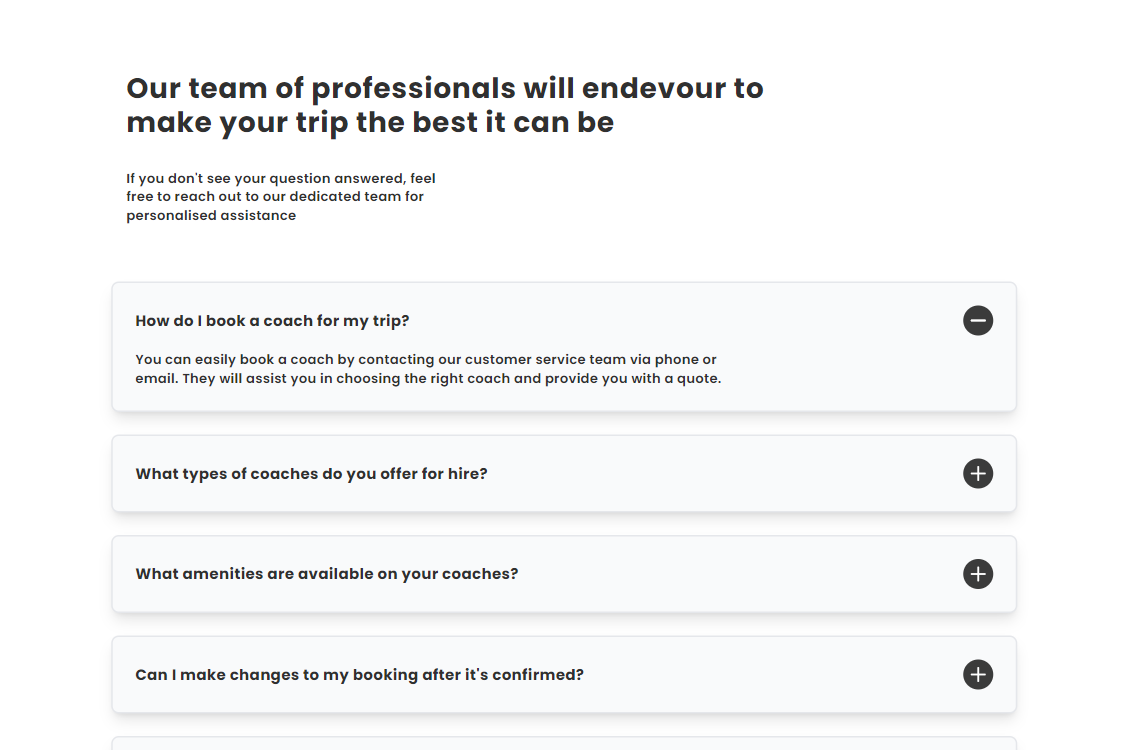 Our team of professionals will endevour to
make your trip the best it can be
If you don't see your question answered, feel
free to reach out to our dedicated team for
personalised assistance
How do I book a coach for my trip?
You can easily book a coach by contacting our customer service team via phone or
email. They will assist you in choosing the right coach and provide you with a quote.
What types of coaches do you offer for hire?
What amenities are available on your coaches?
Can I make changes to my booking after it's confirmed?